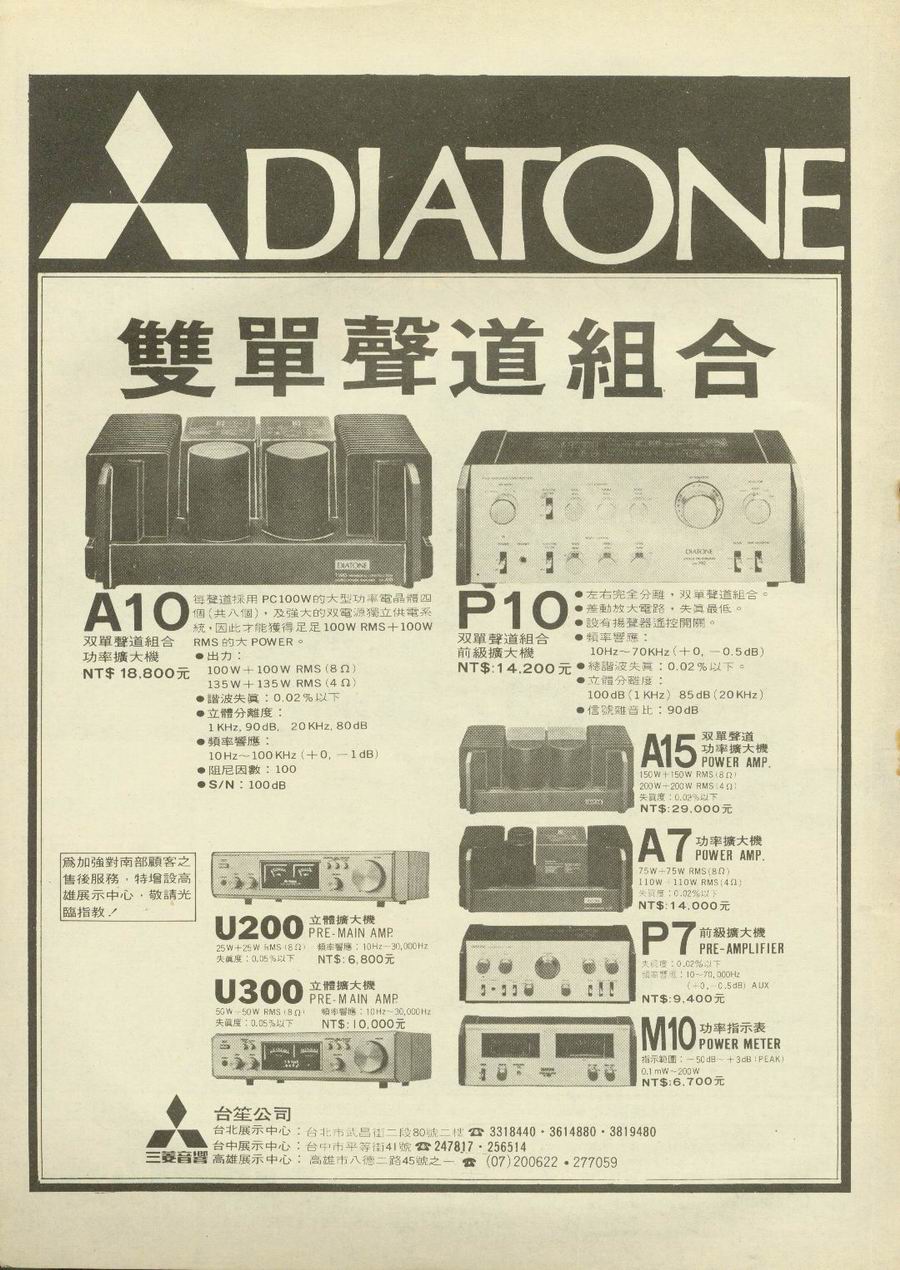 DIATONE
雙單聲道組合
DIATONE
DIATONE
A10
双單聲道組合
功率擴大機
NT$ 18.800元
每聲道採用PC100W的大型功率電晶體四
個(共八個)，及強大的双電源獨立供電系
統，因此才能獲得足足100W RMS＋100W
RMS的大POWER。
●出力：
100W＋100W RMS (8Ω)
135W＋135W RMS (4Ω)
●諧波失眞：0.02%以下
●立體分離度：
1KHz, 90dB, 20KHz, 80dB
●頻率響應：
10Hz～100KHz (＋0, －1dB)
●阻尼因數：100
●S/N：100dB
P10
双單聲道組合
前級擴大機
NT$:14.200元
●左右完全分離，双單聲道組合。
●差動放大電路，失眞最低。
●設有揚聲器遙控開關。
●頻率響應：
10Hz～70KHz (＋0, －0.5dB)
●總諧波失眞：0.02%以下。
●立體分離度：
100dB (1KHz) 85dB (20KHz)
●信號雜音比：90dB
A15
双單聲道
功率擴大機
POWER AMP.
150W＋150W RMS(8Ω)
200W＋200W RMS(4Ω)
失眞度：0.02%以下
NT$:29,000元
A7
功率擴大機
POWER AMP.
75W＋75W RMS(8Ω)
110W 110W RMS(4Ω)
失眞度：0.02%以下
NT$:14,000元
P7
前級擴大機
PRE-AMPLIFIER
失眞度：0.02%以下
頻率響應：10～70,000Hz
(＋0, －0.5dB) AUX
NT$:9,400元
M10
功率指示表
POWER METER
指示範圍：－50dB～＋3dB (PEAK)
0.1mW～200W
NT$:6,700元
爲加強對南部顧客之
售後服務，特增設高
雄展示中心，敬請光
臨指教！
U200
立體擴大機
PRE-MAIN AMP.
25W＋25W RMS (8Ω) 頻率響應：10Hz～30,000Hz
失眞度：0.05%以下 NT$:6,800元
U300
立體擴大機
PRE-MAIN AMP.
50W＋50W RMS (8Ω) 頻率響應：10Hz～30,000Hz
失眞度：0.05%以下 NT$:10,000元
三菱音響
台笙公司
台北展示中心：台北市武昌街二段80號二樓 ☎ 3318440・3614880・3819480
台中展示中心：台中市平等街41號 ☎ 247817・256514
高雄展示中心：高雄市八德二路45號之一 ☎ (07)200622・277059